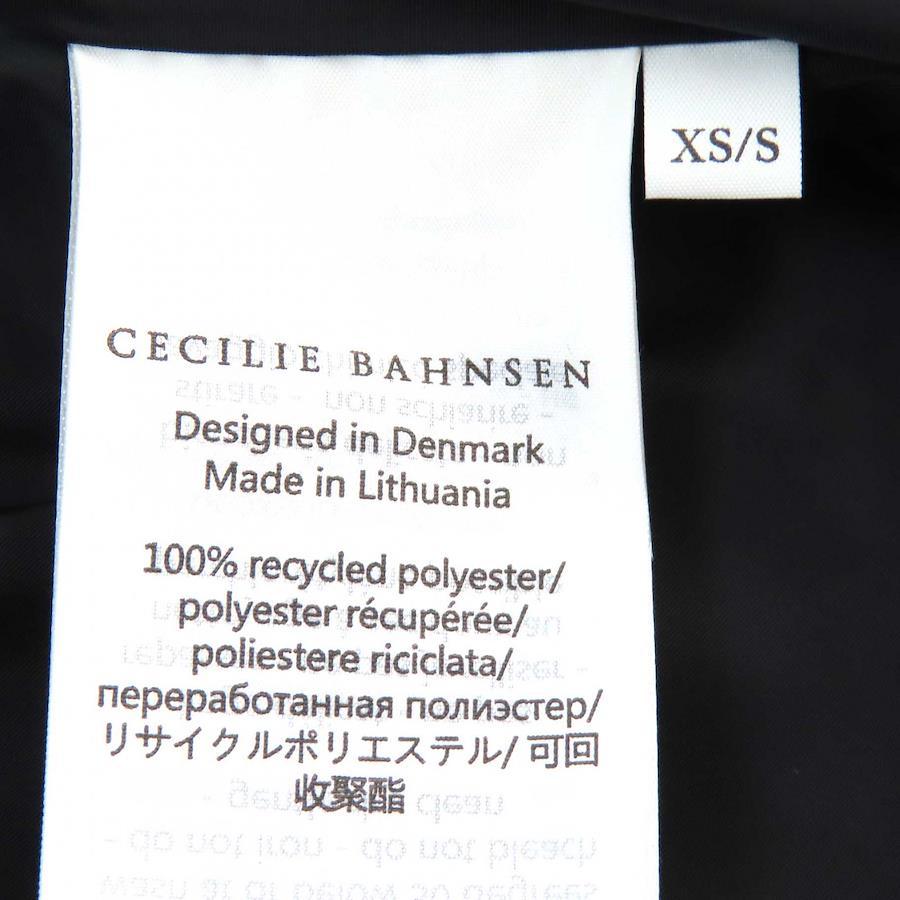 XS/S
CECILIE BAHNSEN
Designed in Denmark
Made in Lithuania
100% recycled polyester/
polyester récupérée/
poliestere riciclata/
переработанная полиэстер/
リサイクルポリエステル/ 可回
收聚酯